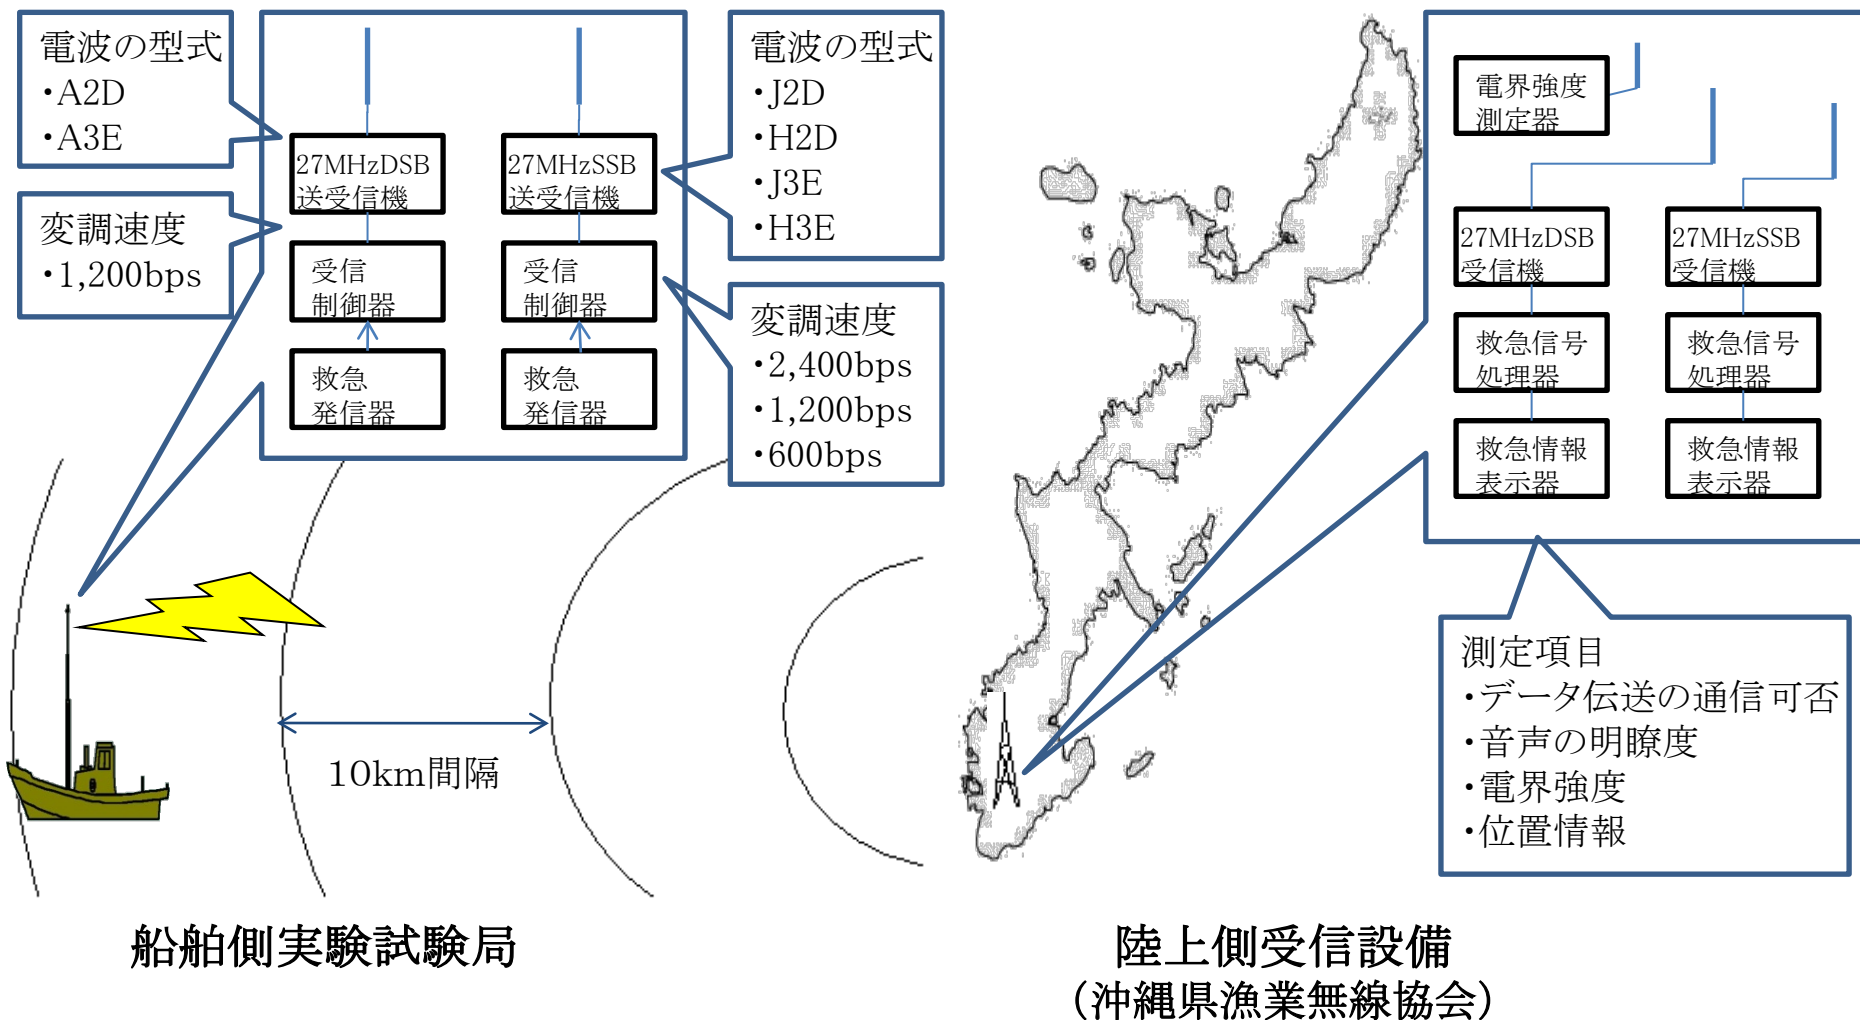 電波の型式
・A2D
・A3E
変調速度
・1,200bps
27MHzDSB
送受信機
受信
制御器
救急
発信器
27MHzSSB
送受信機
受信
制御器
救急
発信器
電波の型式
・J2D
・H2D
・J3E
・H3E
変調速度
・2,400bps
・1,200bps
・600bps
10km間隔
船舶側実験試験局
電界強度
測定器
27MHzDSB
受信機
救急信号
処理器
救急情報
表示器
27MHzSSB
受信機
救急信号
処理器
救急情報
表示器
測定項目
・データ伝送の通信可否
・音声の明瞭度
・電界強度
・位置情報
陸上側受信設備
（沖縄県漁業無線協会）